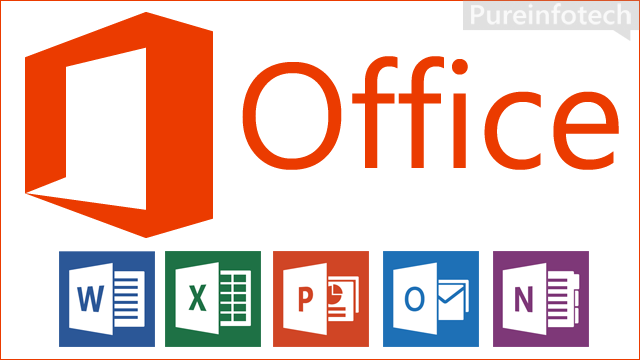 Pureinfotech
Office
W X P O N